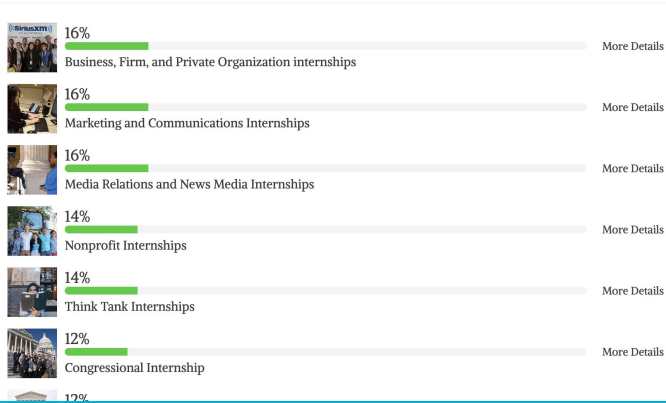 SiriusXM
16%
More Details
Business, Firm, and Private Organization internships
16%
More Details
Marketing and Communications Internships
16%
More Details
Media Relations and News Media Internships
14%
More Details
Nonprofit Internships
14%
More Details
Think Tank Internships
12%
More Details
Congressional Internship
12%